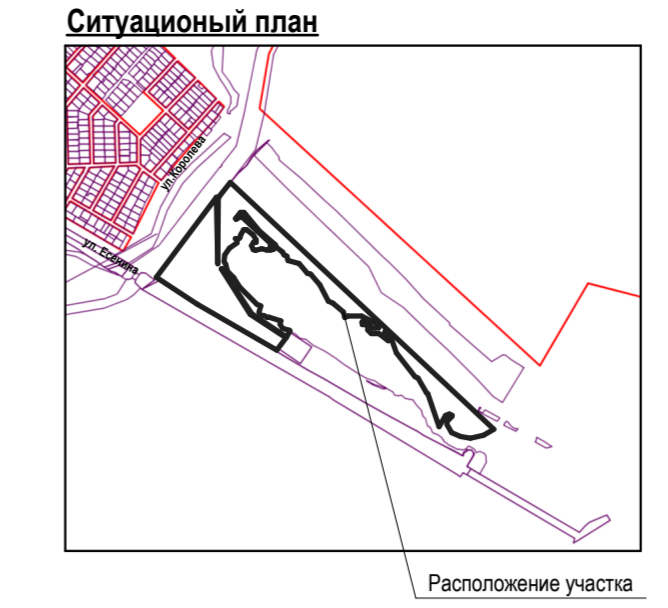 Ситуационый план
ул.Королева
ул. Есенина
Расположение участка